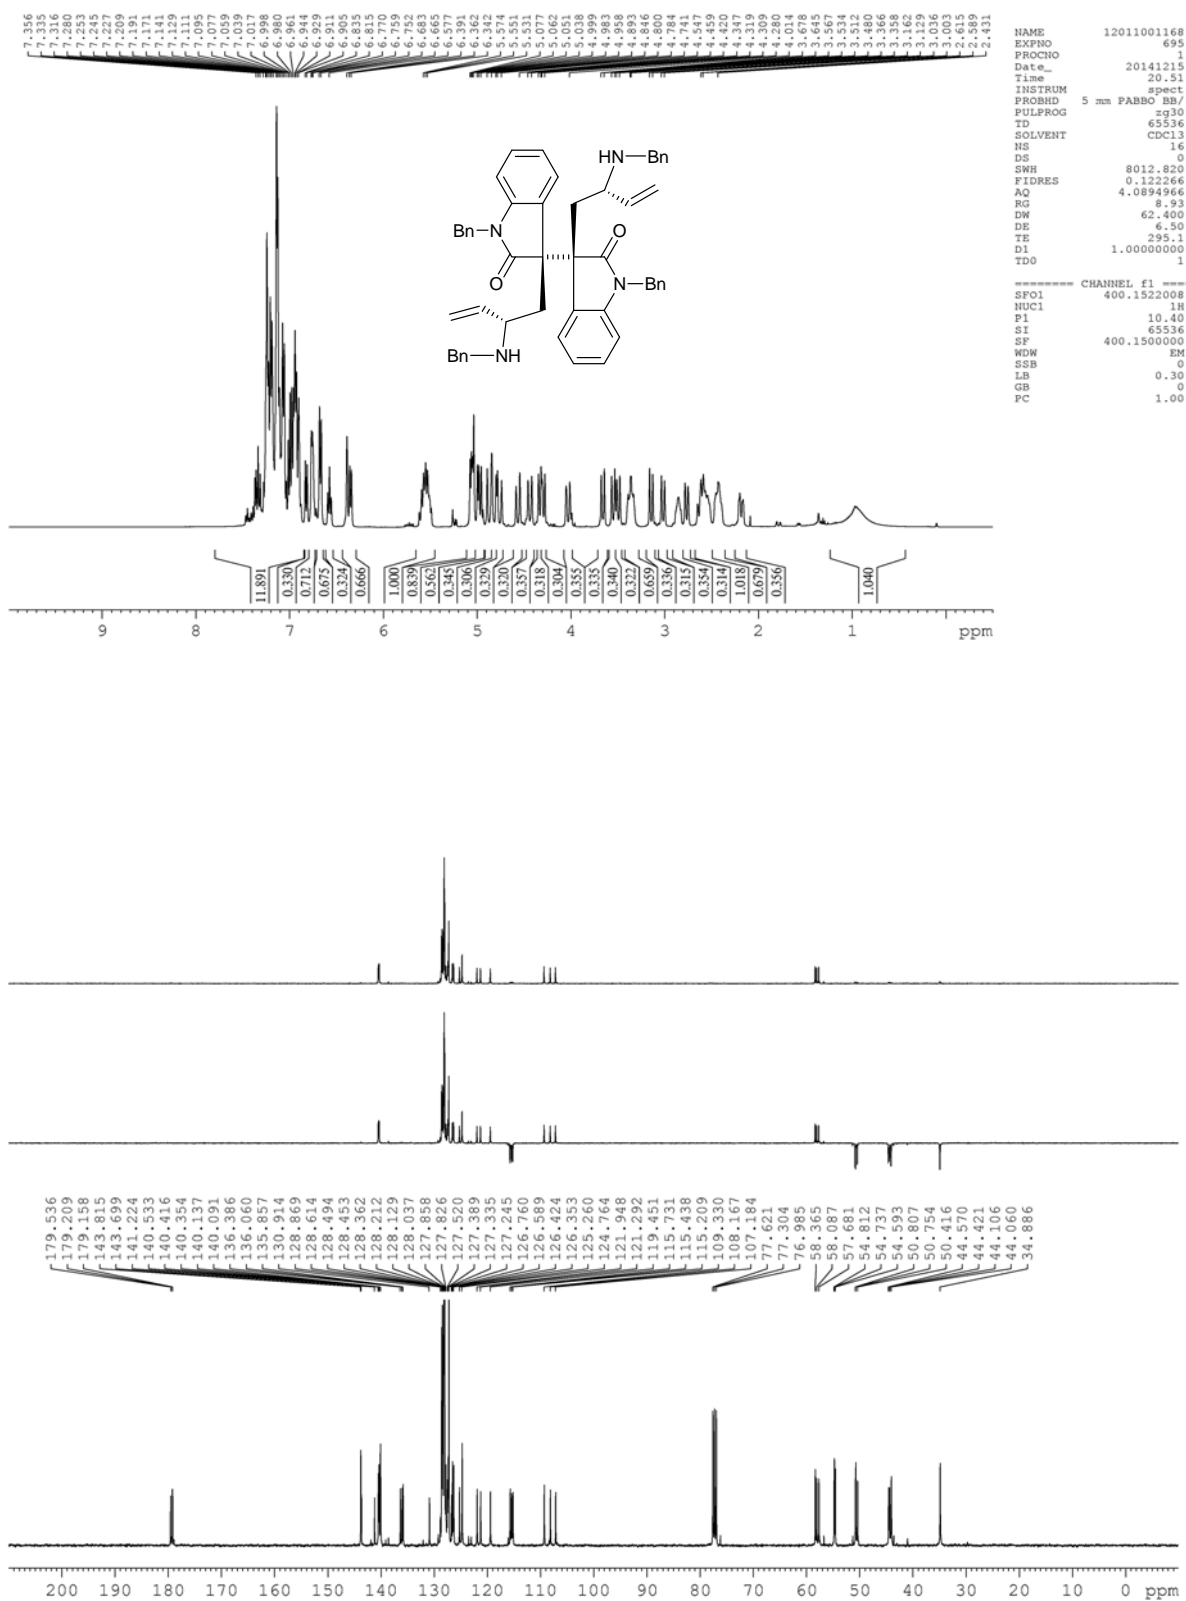 7.356 7.335 7.316 7.280 7.253 7.245 7.227 7.209 7.191 7.171 7.141 7.129 7.111 7.095 7.077 7.059 7.039 7.017 6.998 6.980 6.961 6.944 6.929 6.911 6.905 6.835 6.815 6.770 6.759 6.752 6.683 6.665 6.377 6.391 6.362 6.342 5.574 5.551 5.531 5.077 5.062 5.051 5.038 4.999 4.983 4.958 4.893 4.846 4.800 4.784 4.741 4.547 4.459 4.420 4.347 4.319 4.309 4.280 4.014 3.678 3.645 3.567 3.534 3.512 3.480 3.366 3.358 3.162 3.129 3.036 3.003 2.615 2.589 2.431
NAME 12011001168
EXPNO 695
PROCNO 1
Date_ 20141215
Time 20.51
INSTRUM spect
PROBHD 5 mm PABBO BB/
PULPROG zg30
TD 65536
SOLVENT CDCl3
NS 16
DS 0
SWH 8012.820
FIDRES 0.122266
AQ 4.0894966
RG 8.93
DW 62.400
DE 6.50
TE 295.1
D1 1.00000000
TD0 1
======== CHANNEL f1 ===
SFO1 400.1522008
NUC1 1H
P1 10.40
SI 65536
SF 400.1500000
WDW EM
SSB 0
LB 0.30
GB 0
PC 1.00
HN Bn
Bn N O
O N Bn
Bn NH
11.891 0.330 0.712 0.675 0.324 0.666 1.000 0.839 0.562 0.345 0.306 0.329 0.320 0.357 0.318 0.304 0.355 0.335 0.340 0.322 0.659 0.336 0.315 0.354 0.314 1.018 0.679 0.356 1.040
9 8 7 6 5 4 3 2 1 ppm
179.536 179.209 179.158 143.815 143.699 141.224 140.533 140.416 140.354 140.137 140.091 136.386 136.060 135.857 130.914 128.869 128.614 128.494 128.453 128.362 128.212 128.129 128.037 127.858 127.826 127.520 127.389 127.335 127.245 126.760 126.589 126.424 126.353 125.260 124.764 121.948 121.292 119.451 115.731 115.438 115.209 109.330 108.167 107.184 77.621 77.304 76.985 58.365 58.087 57.681 54.812 54.737 54.593 50.807 50.754 50.416 44.570 44.421 44.106 44.060 34.886
200 190 180 170 160 150 140 130 120 110 100 90 80 70 60 50 40 30 20 10 0 ppm